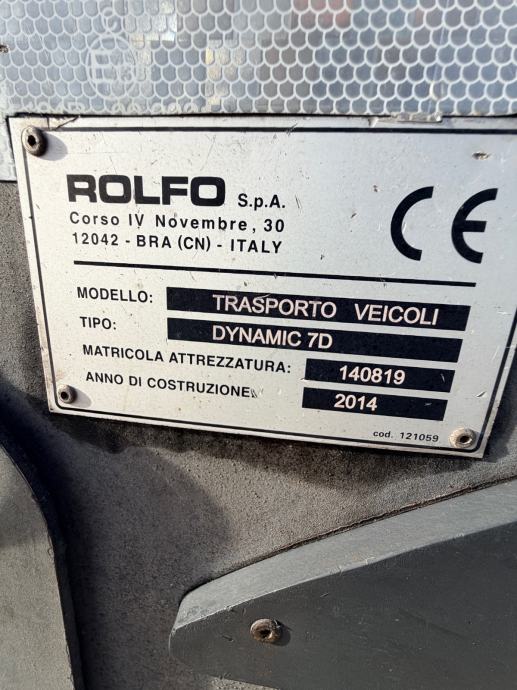 ROLFO S.p.A.
Corso IV Novembre, 30
12042 - BRA (CN) - ITALY
CE
MODELLO: TRASPORTO VEICOLI
TIPO: DYNAMIC 7D
MATRICOLA ATTREZZATURA: 140819
ANNO DI COSTRUZIONE: 2014
cod. 121059